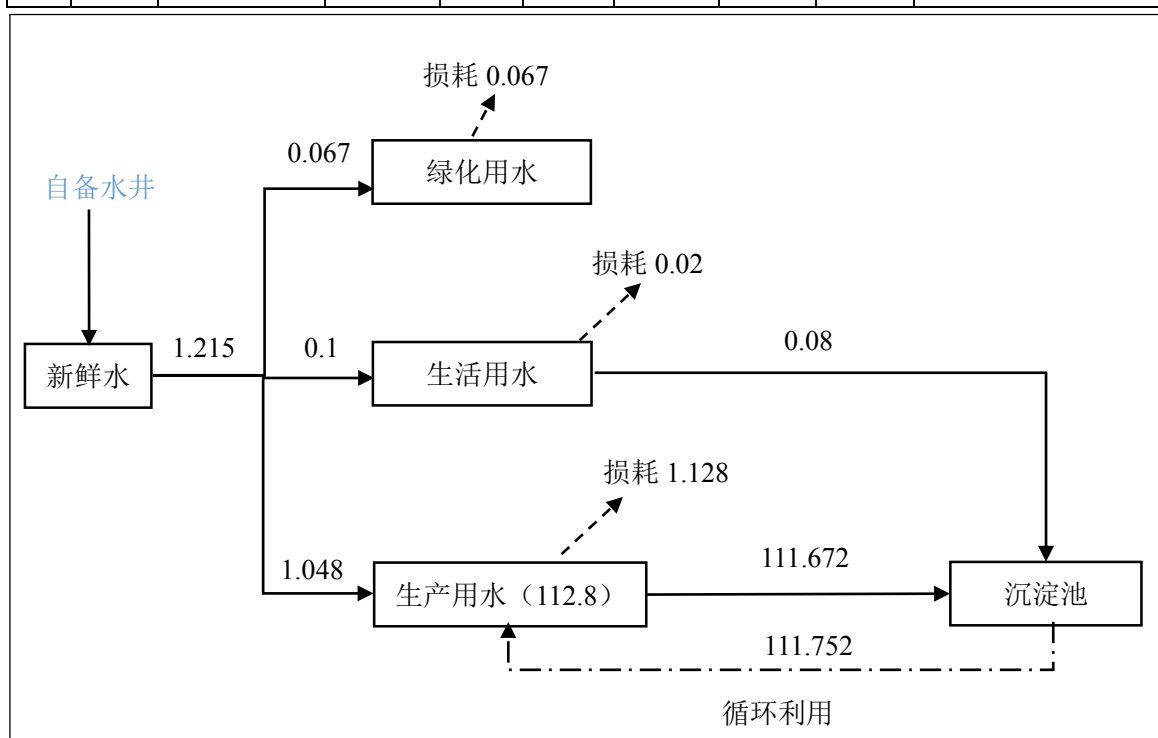 损耗 0.067
0.067
绿化用水
自备水井
损耗 0.02
1.215
0.1
0.08
新鲜水
生活用水
损耗 1.128
1.048
111.672
生产用水（112.8）
沉淀池
111.752
循环利用